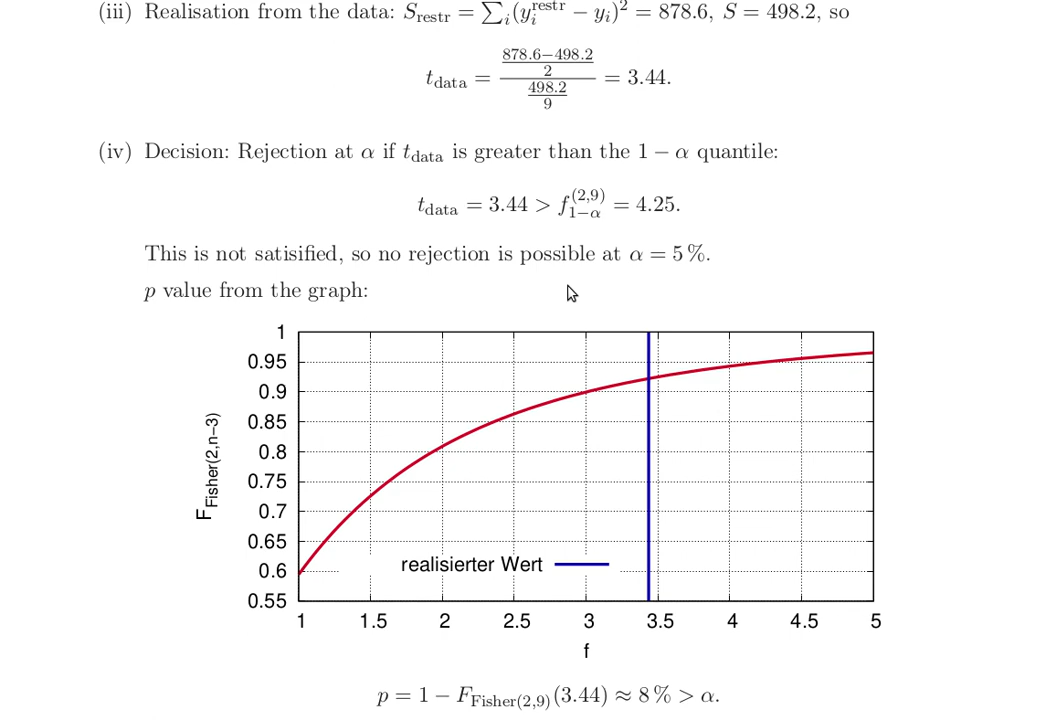 (iii) Realisation from the data: S_restr = ∑_i(y_i^restr − y_i)² = 878.6, S = 498.2, so
t_data = ((878.6−498.2)/2)/(498.2/9) = 3.44.
(iv) Decision: Rejection at α if t_data is greater than the 1 − α quantile:
t_data = 3.44 > f_{1−α}^{(2,9)} = 4.25.
This is not satisified, so no rejection is possible at α = 5 %.
p value from the graph:
1
0.95
0.9
0.85
0.8
0.75
0.7
0.65
0.6
0.55
F_Fisher(2,n−3)
realisierter Wert
1 1.5 2 2.5 3 3.5 4 4.5 5
f
p = 1 − F_Fisher(2,9)(3.44) ≈ 8 % > α.